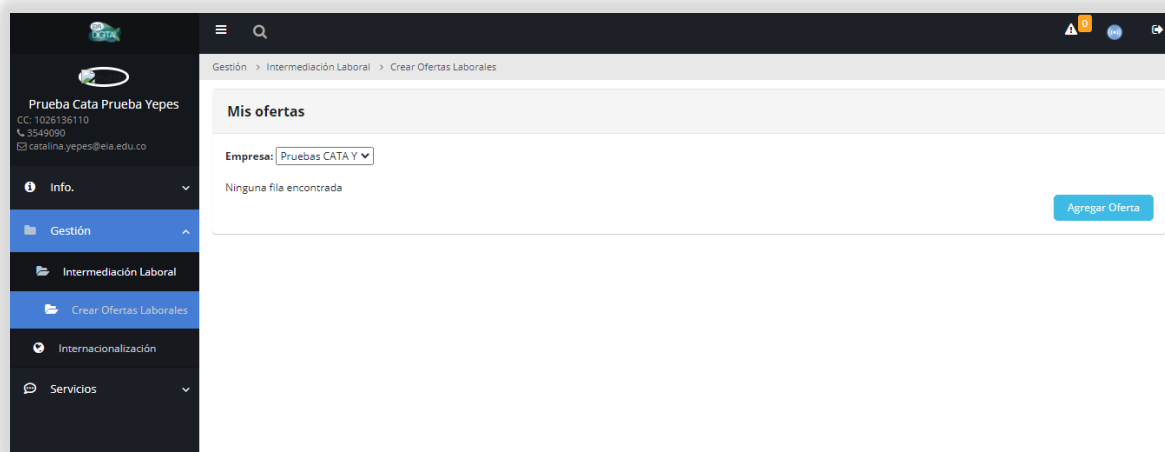 EIA
DIGITAL
0
Prueba Cata Prueba Yepes
CC: 1026136110
3549090
catalina.yepes@eia.edu.co
Info.
Gestión
Intermediación Laboral
Crear Ofertas Laborales
Internacionalización
Servicios
Gestión > Intermediación Laboral > Crear Ofertas Laborales
Mis ofertas
Empresa: Pruebas CATA Y
Ninguna fila encontrada
Agregar Oferta